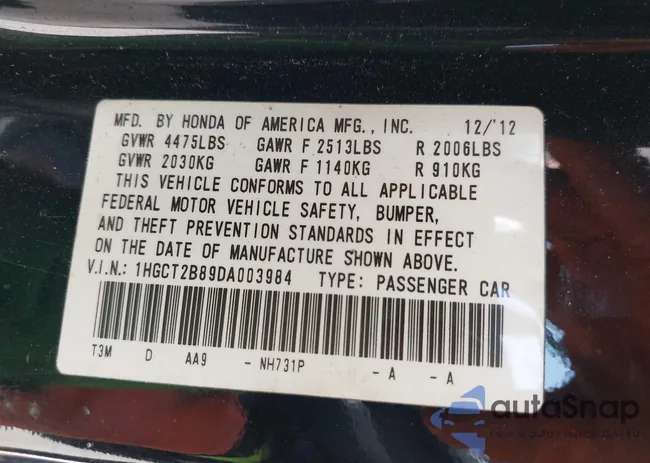 MFD. BY HONDA OF AMERICA MFG., INC. 12/'12
GVWR 4475LBS GAWR F 2513LBS R 2006LBS
GVWR 2030KG GAWR F 1140KG R 910KG
THIS VEHICLE CONFORMS TO ALL APPLICABLE
FEDERAL MOTOR VEHICLE SAFETY, BUMPER,
AND THEFT PREVENTION STANDARDS IN EFFECT
ON THE DATE OF MANUFACTURE SHOWN ABOVE.
V.I.N.: 1HGCT2B89DA003984 TYPE: PASSENGER CAR
T3M D AA9 - NH731P - A - A
autoSnap